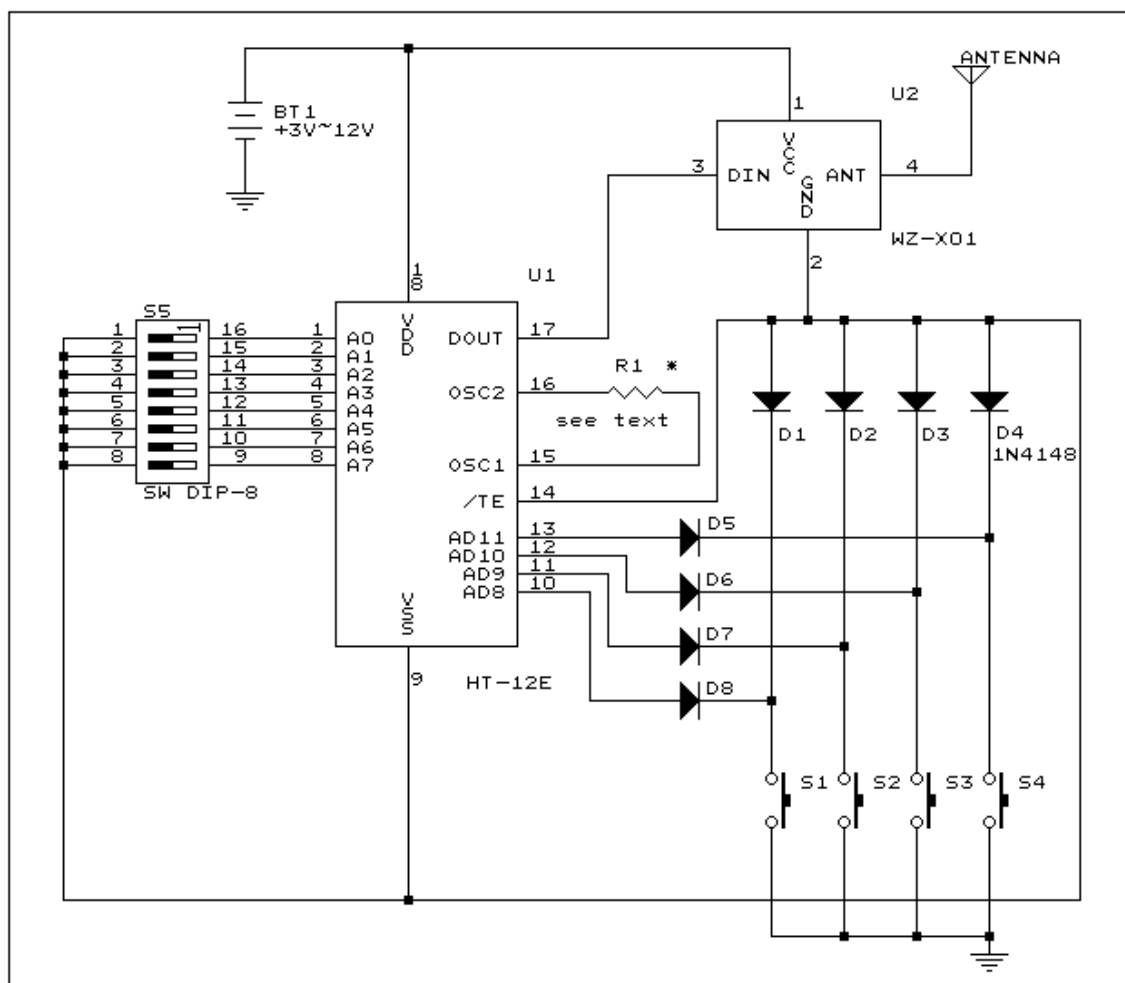 ANTENNA
U2
1
BT1
+3V~12V
VCC
3
DIN
GND
ANT
4
WZ-X01
2
18
U1
S5
1
1 16 1 A0
2 15 2 A1
3 14 3 A2
4 13 4 A3
5 12 5 A4
6 11 6 A5
7 10 7 A6
8 9 8 A7
SW DIP-8
VDD
DOUT 17
R1 *
OSC2 16
see text
OSC1 15
/TE 14
D1
D2
D3
D4
1N4148
AD11 13
AD10 12
AD9 11
AD8 10
D5
D6
D7
D8
VSS
9
HT-12E
S1
S2
S3
S4